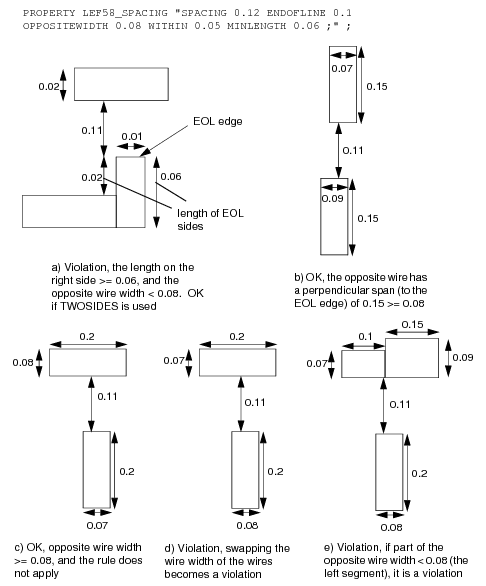 PROPERTY LEF58_SPACING "SPACING 0.12 ENDOFLINE 0.1
OPPOSITEWIDTH 0.08 WITHIN 0.05 MINLENGTH 0.06 ;" ;
0.02
0.11
0.01
EOL edge
0.02
0.06
length of EOL
sides
a) Violation, the length on the
right side >= 0.06, and the
opposite wire width < 0.08. OK
if TWOSIDES is used
0.07
0.15
0.11
0.09
0.15
b) OK, the opposite wire has
a perpendicular span (to the
EOL edge) of 0.15 >= 0.08
0.2
0.08
0.11
0.2
0.07
c) OK, opposite wire width
>= 0.08, and the rule does
not apply
0.2
0.07
0.11
0.2
0.08
d) Violation, swapping the
wire width of the wires
becomes a violation
0.15
0.1
0.07
0.09
0.11
0.2
0.08
e) Violation, if part of the
opposite wire width < 0.08 (the
left segment), it is a violation